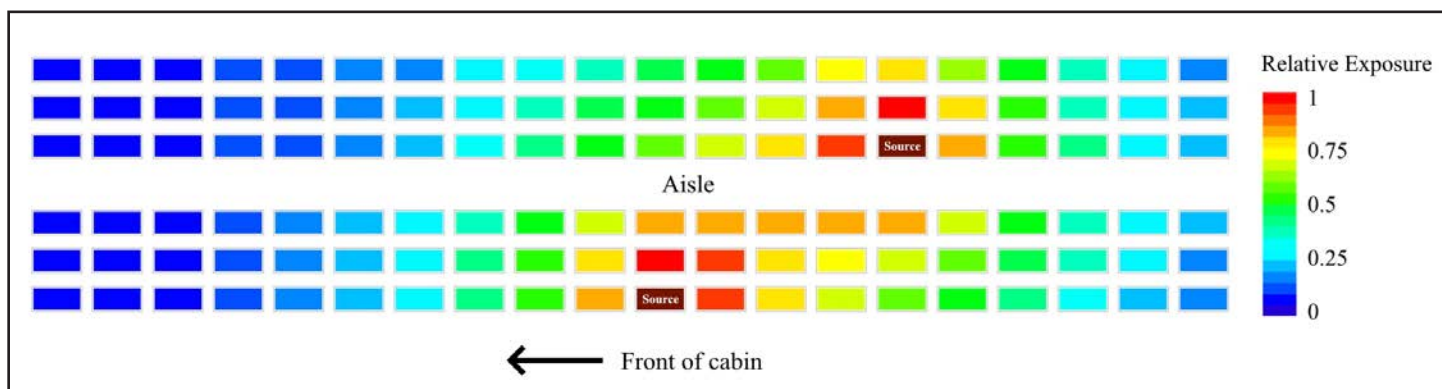 Relative Exposure
1
0.75
0.5
0.25
0
Source
Aisle
Source
Front of cabin